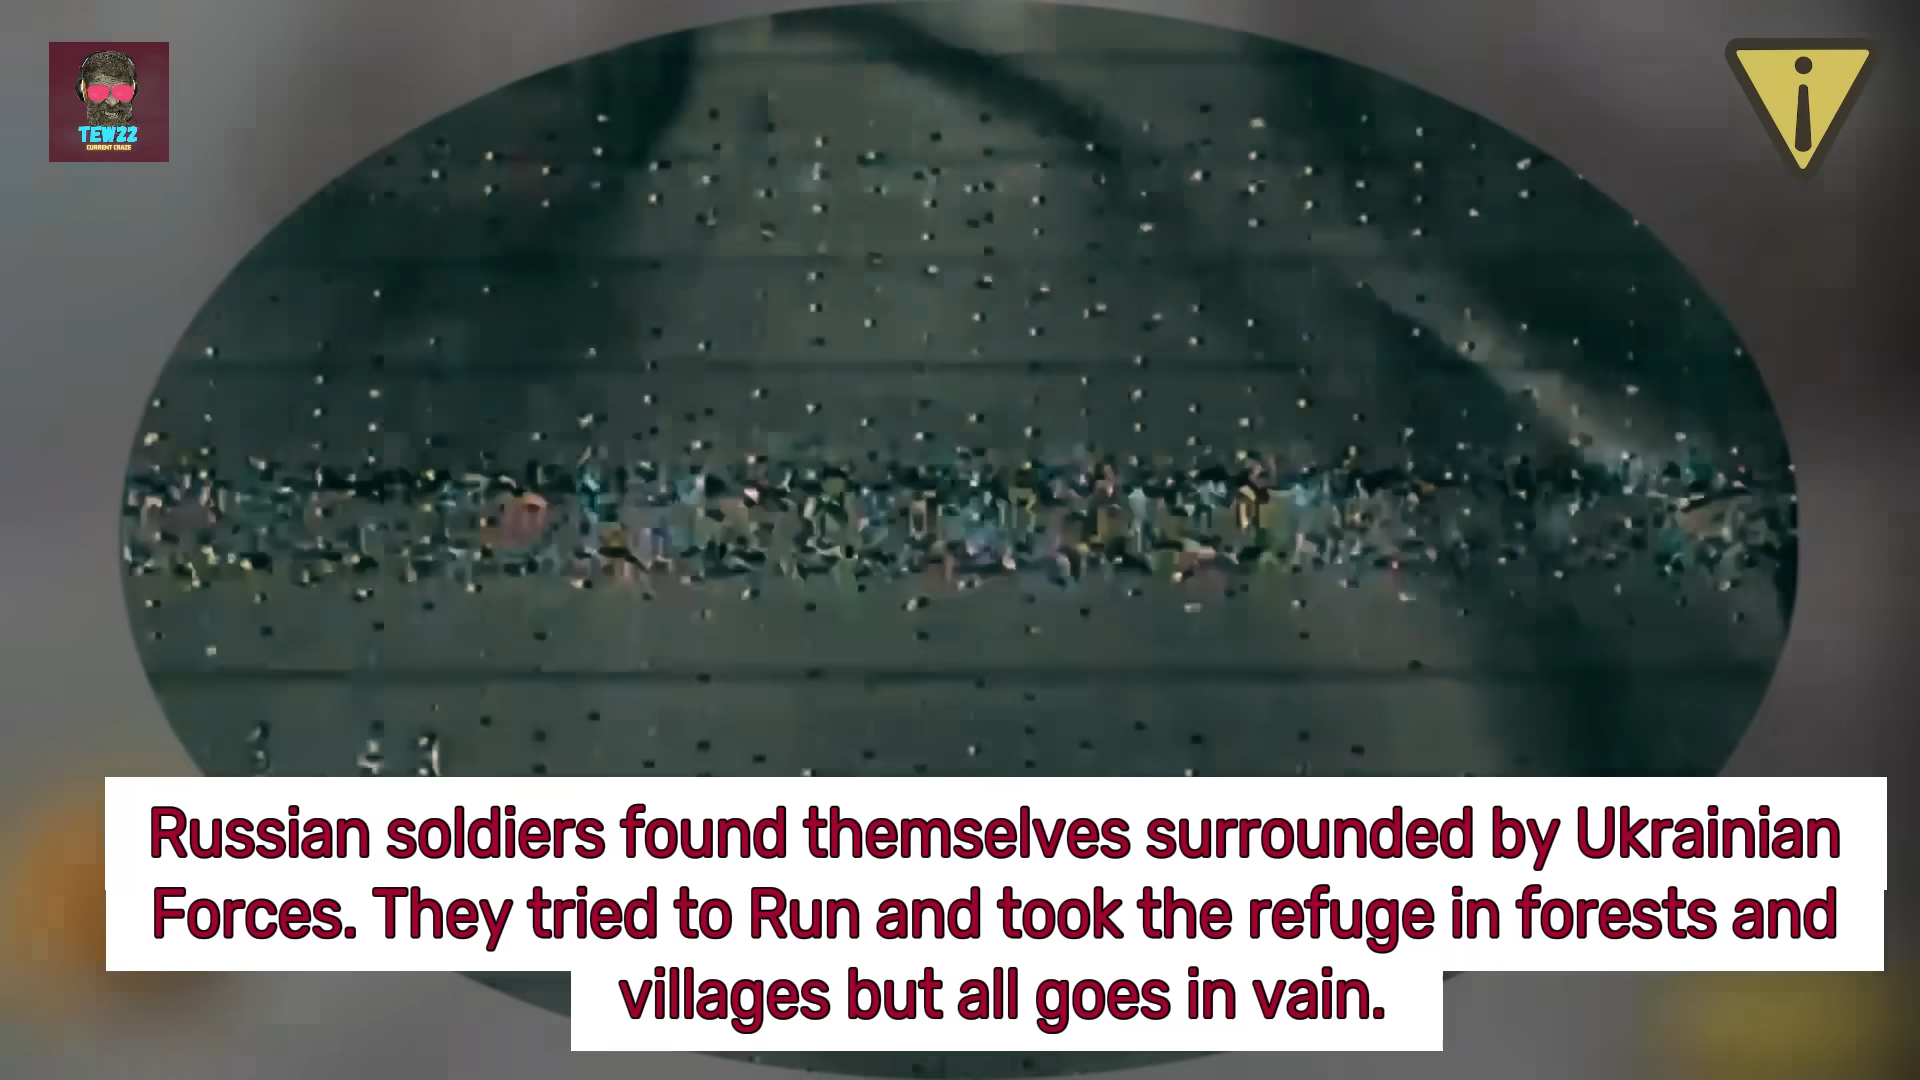 TEW22
CURRENT CRAZE
Russian soldiers found themselves surrounded by Ukrainian
Forces. They tried to Run and took the refuge in forests and
villages but all goes in vain.